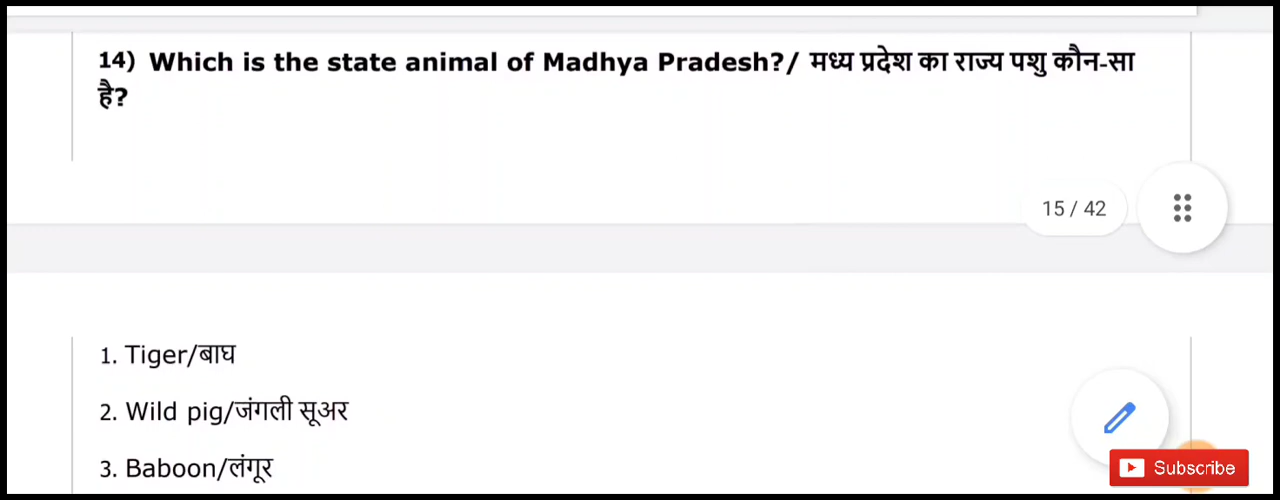 14) Which is the state animal of Madhya Pradesh?/ मध्य प्रदेश का राज्य पशु कौन-सा
है?
15 / 42
1. Tiger/बाघ
2. Wild pig/जंगली सूअर
3. Baboon/लंगूर
Subscribe